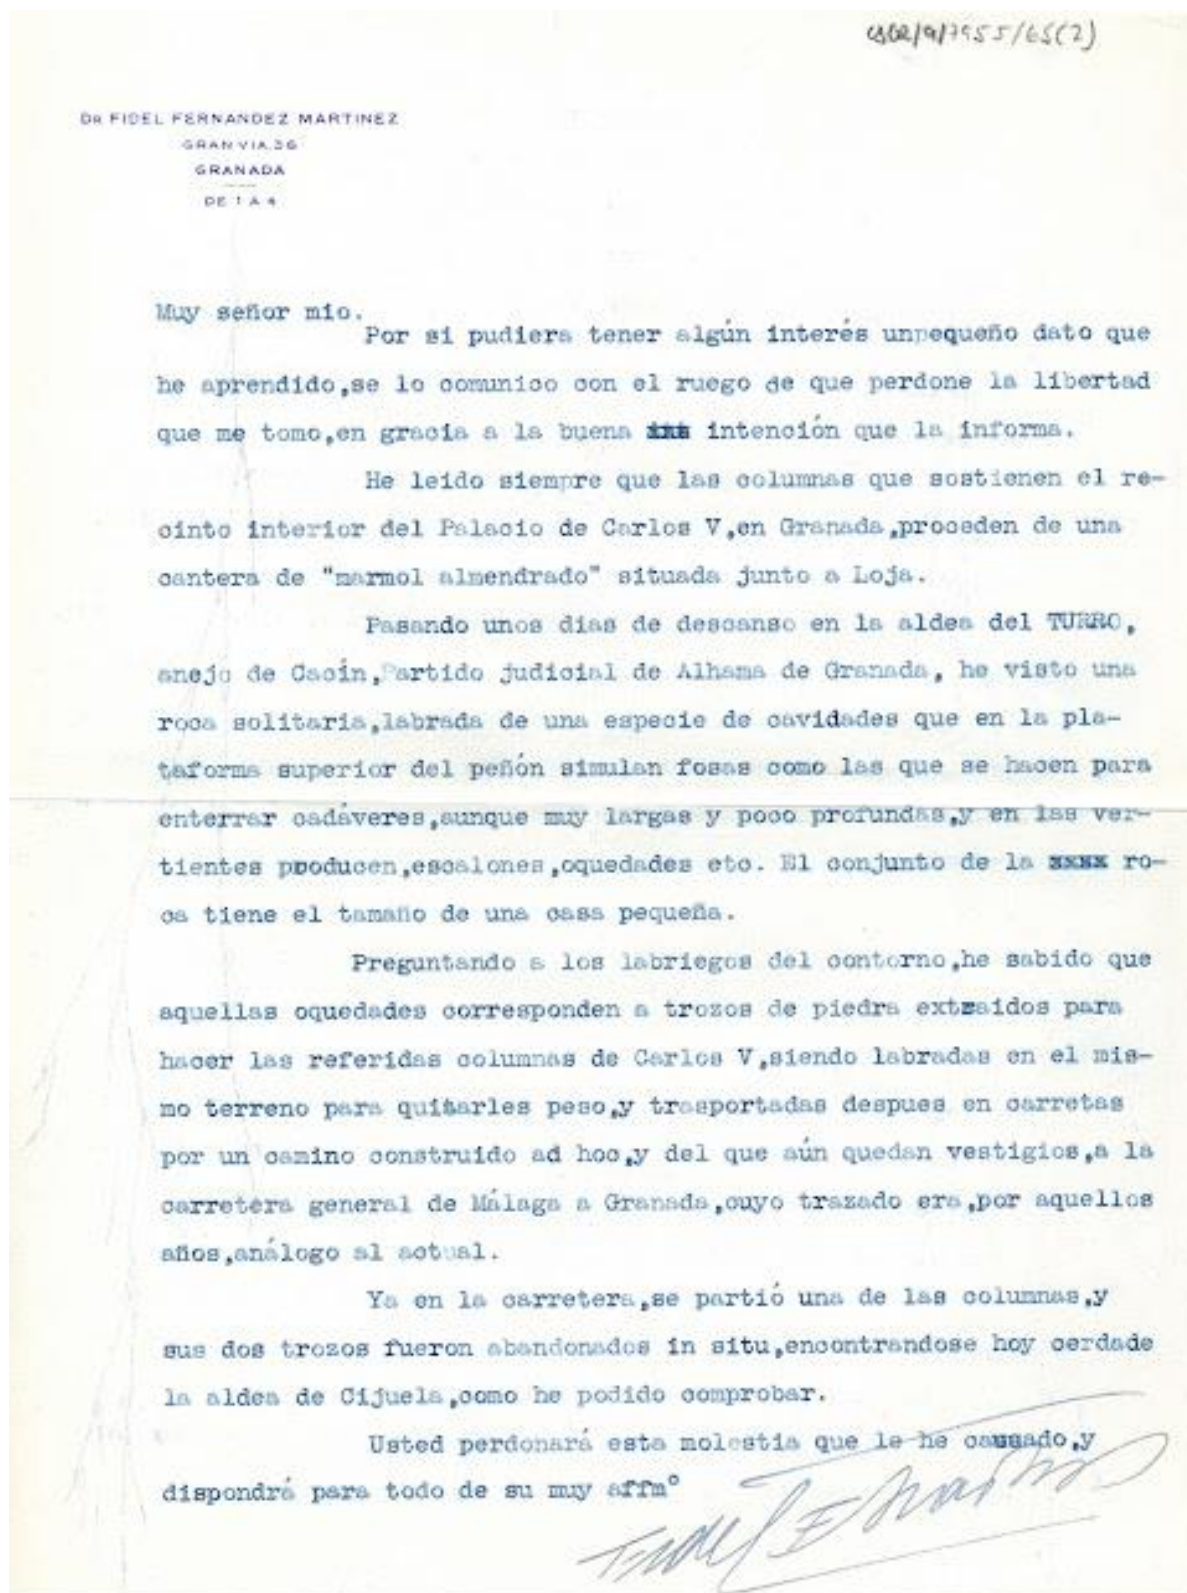 /9/7955/65(2)
DR FIDEL FERNANDEZ MARTINEZ
GRAN VIA.36
GRANADA
DE 1 A 4
Muy señor mio.
Por si pudiera tener algún interés unpequeño dato que
he aprendido,se lo comunico con el ruego de que perdone la libertad
que me tomo,en gracia a la buena intención que la informa.
He leido siempre que las columnas que sostienen el re-
cinto interior del Palacio de Carlos V,en Granada,proceden de una
cantera de "marmol almendrado" situada junto a Loja.
Pasando unos dias de descanso en la aldea del TURRO,
anejo de Cacín,Partido judicial de Alhama de Granada, he visto una
roca solitaria,labrada de una especie de cavidades que en la pla-
taforma superior del peñón simulan fosas como las que se hacen para
enterrar cadáveres,aunque muy largas y poco profundas,y en las ver-
tientes producen,escalones,oquedades etc. El conjunto de la xxxx ro-
ca tiene el tamaño de una casa pequeña.
Preguntando a los labriegos del contorno,he sabido que
aquellas oquedades corresponden a trozos de piedra extraidos para
hacer las referidas columnas de Carlos V,siendo labradas en el mis-
mo terreno para quitarles peso,y trasportadas despues en carretas
por un camino construido ad hoc,y del que aún quedan vestigios,a la
carretera general de Málaga a Granada,cuyo trazado era,por aquellos
años,análogo al actual.
Ya en la carretera,se partió una de las columnas,y
sus dos trozos fueron abandonados in situ,encontrandose hoy cerdade
la aldea de Cijuela,como he podido comprobar.
Usted perdonará esta molestia que le he causado,y
dispondrá para todo de su muy affmº
Fidel F Martinez